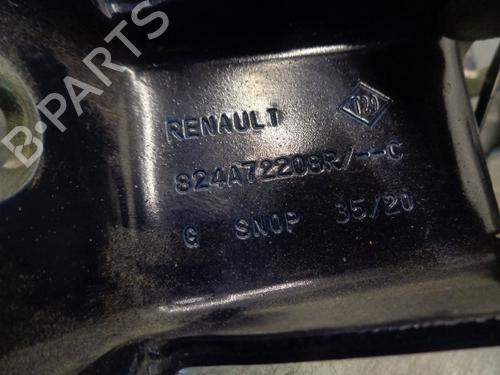 B-PARTS
RENAULT
824A72208R/--C
G SNOP 35/20